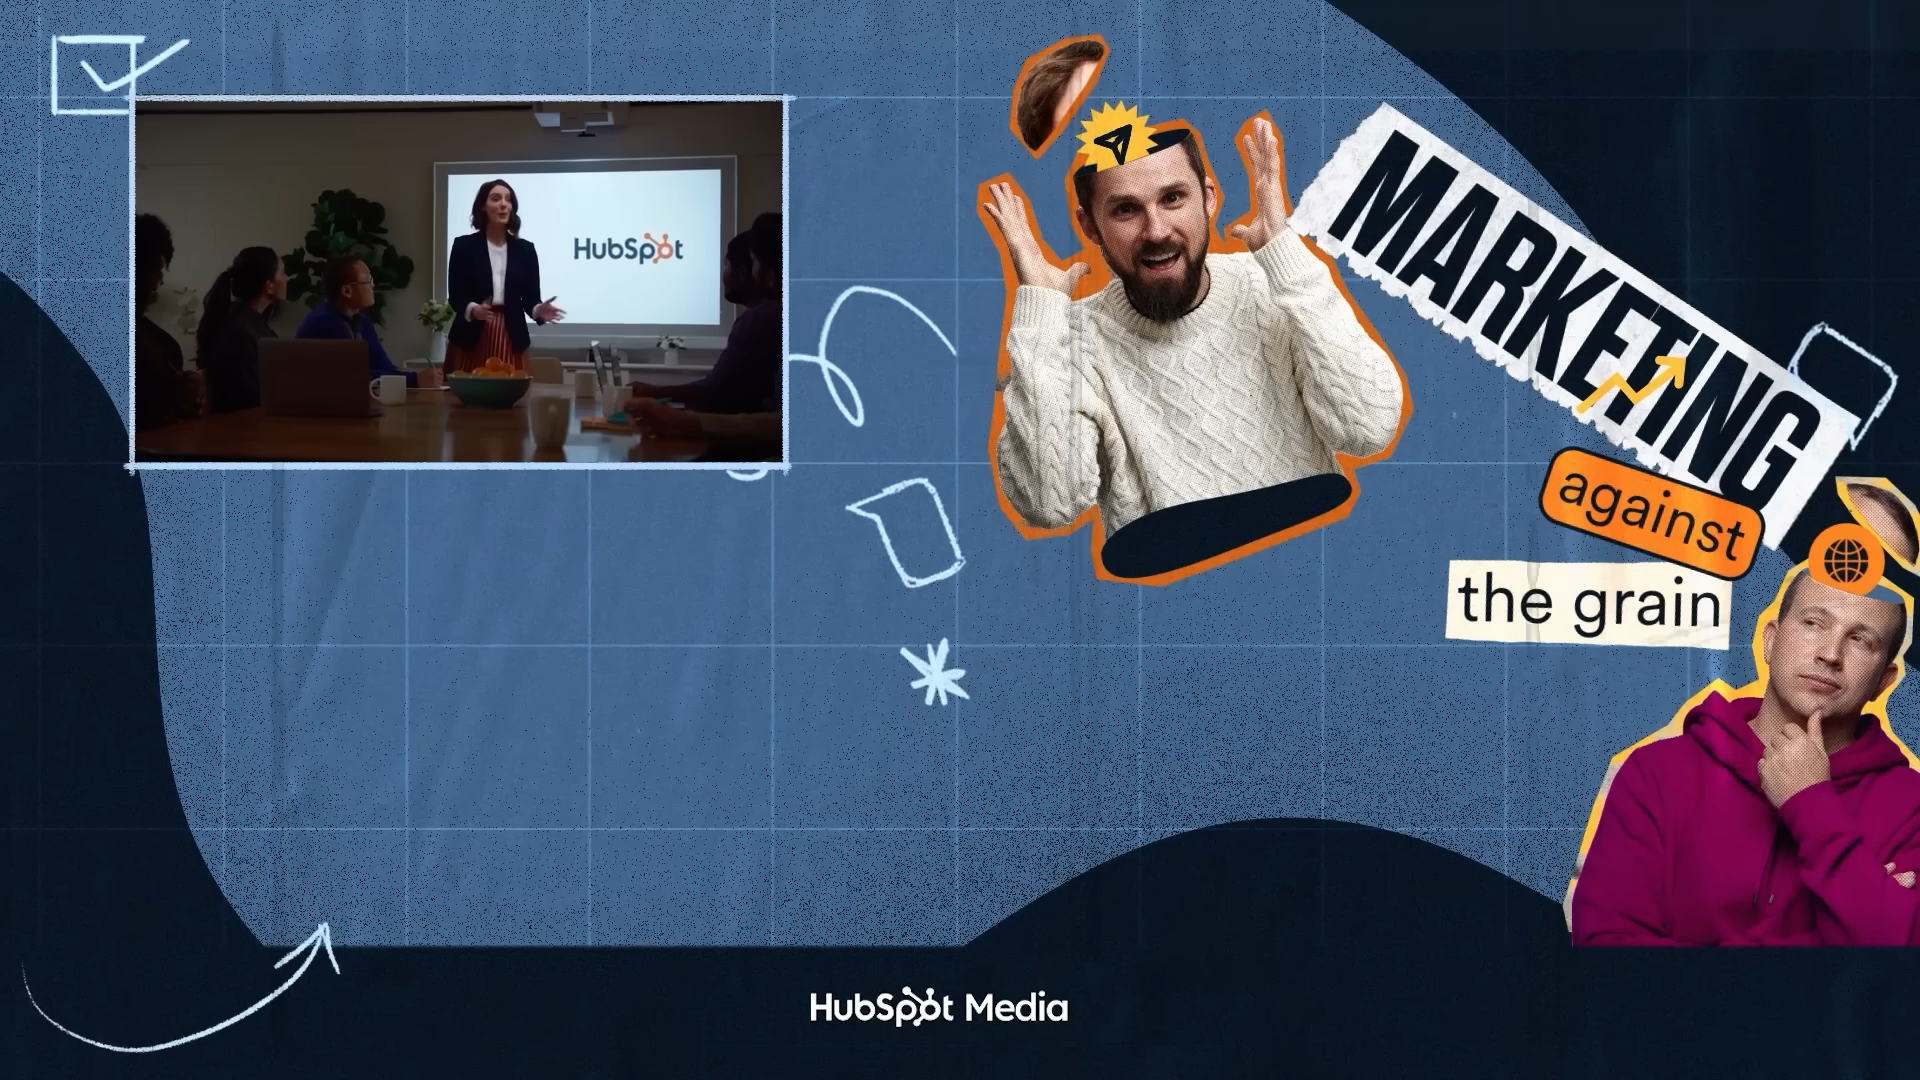 HubSpot
MARKETING
against
the grain
HubSpot Media